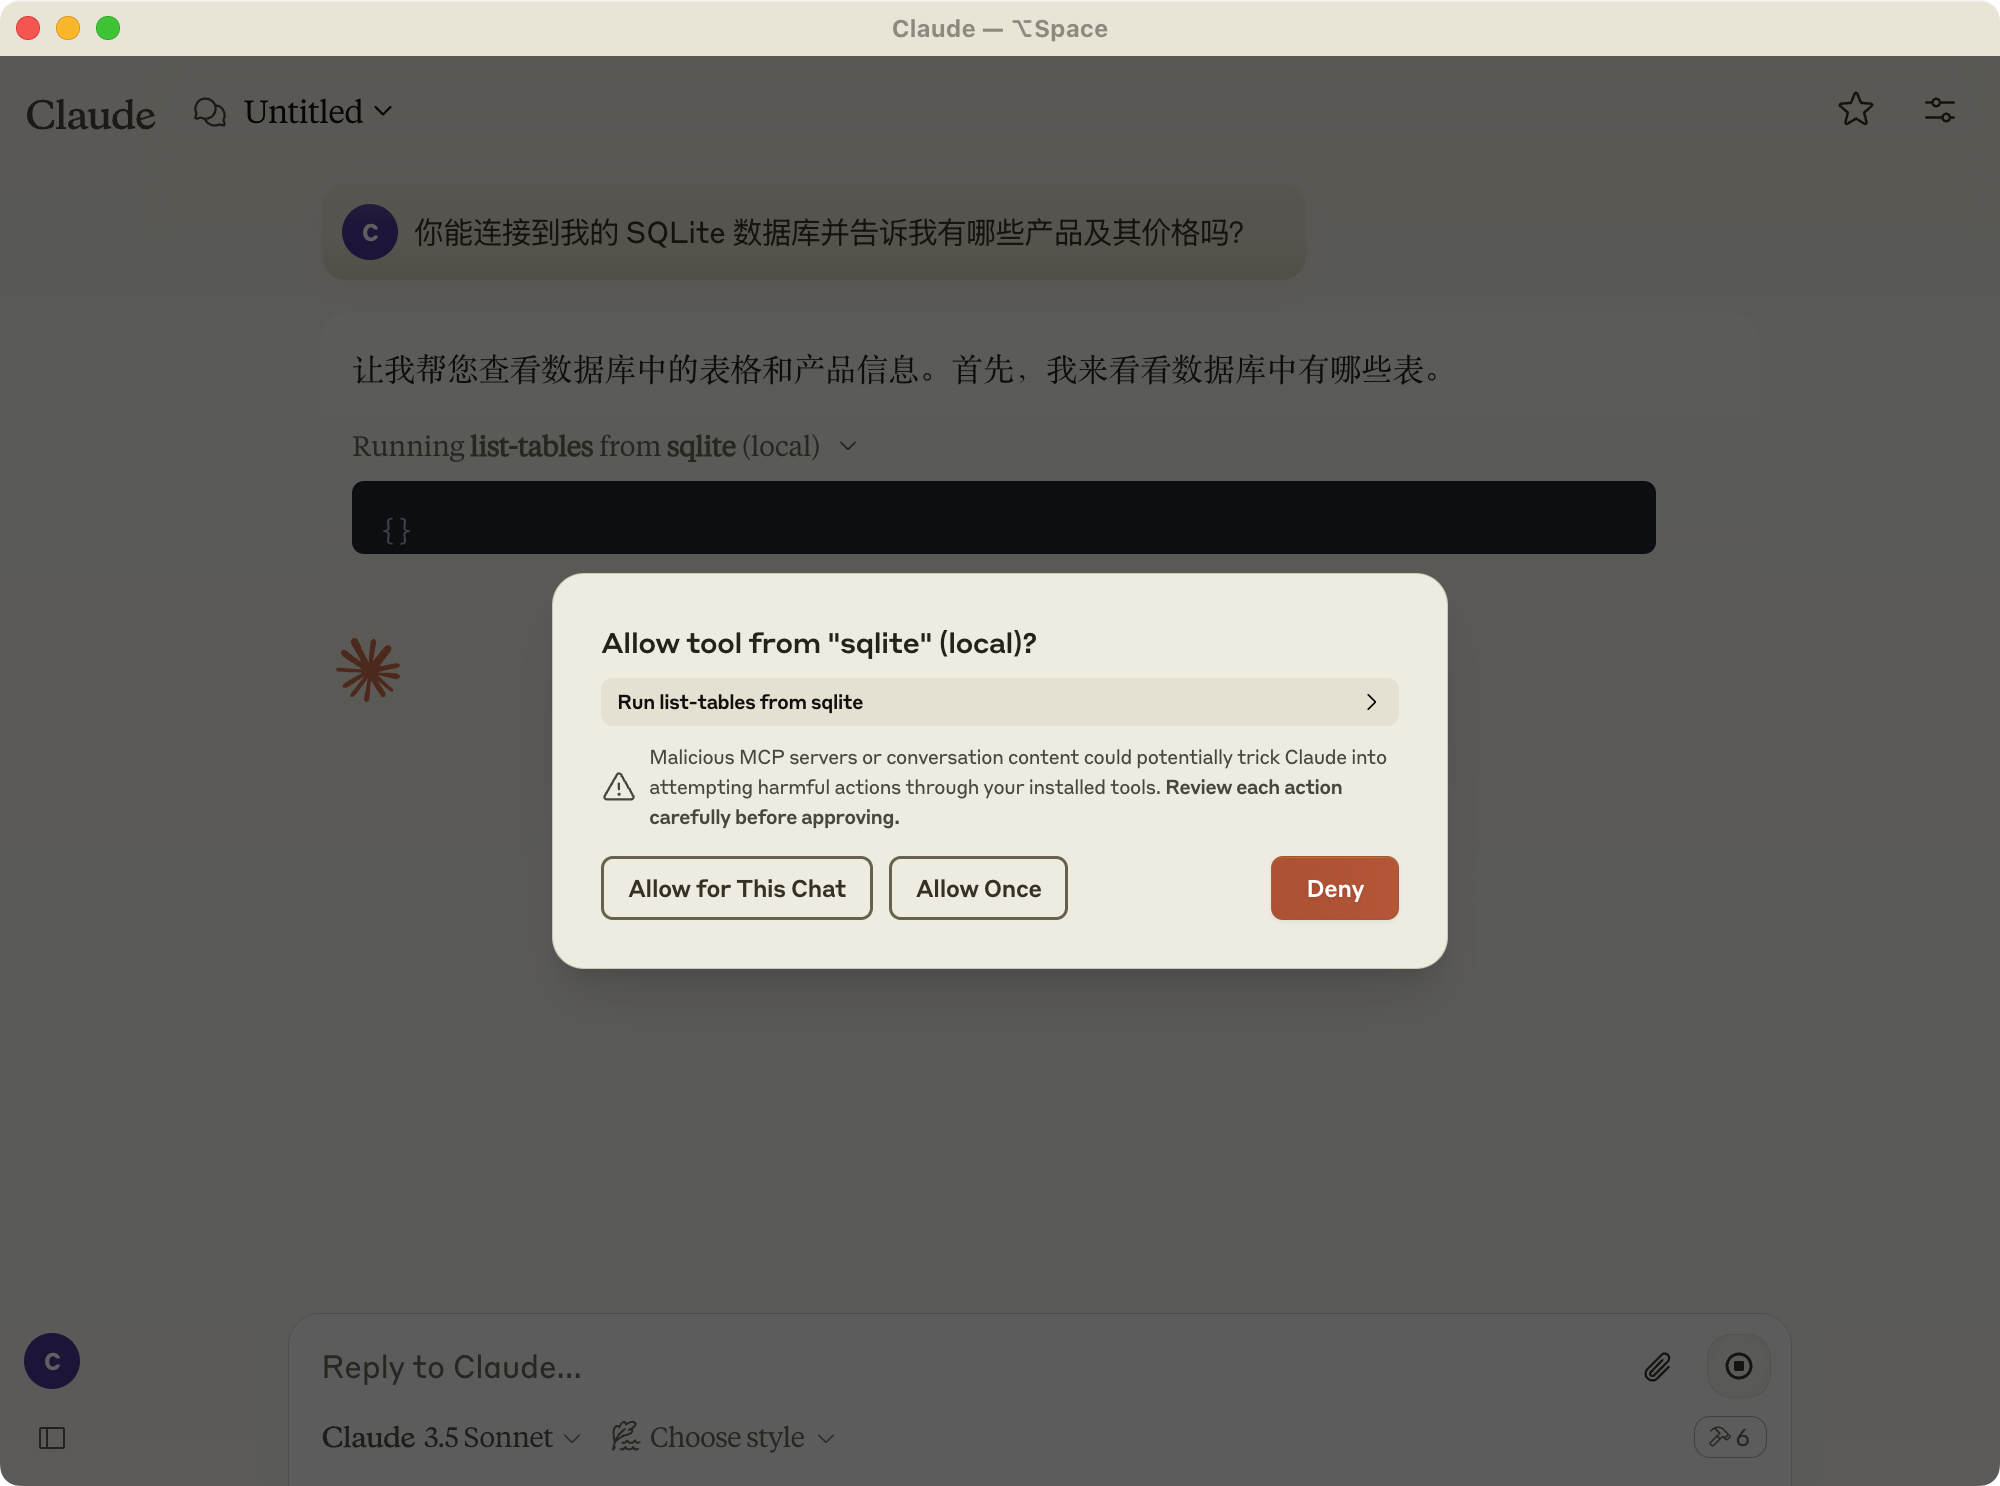 Claude — ⌥Space
Claude
Untitled
C
你能连接到我的 SQLite 数据库并告诉我有哪些产品及其价格吗?
让我帮您查看数据库中的表格和产品信息。首先，我来看看数据库中有哪些表。
Running list-tables from sqlite (local)
{}
Allow tool from "sqlite" (local)?
Run list-tables from sqlite
Malicious MCP servers or conversation content could potentially trick Claude into
attempting harmful actions through your installed tools. Review each action
carefully before approving.
Allow for This Chat
Allow Once
Deny
C
Reply to Claude...
Claude 3.5 Sonnet
Choose style
6